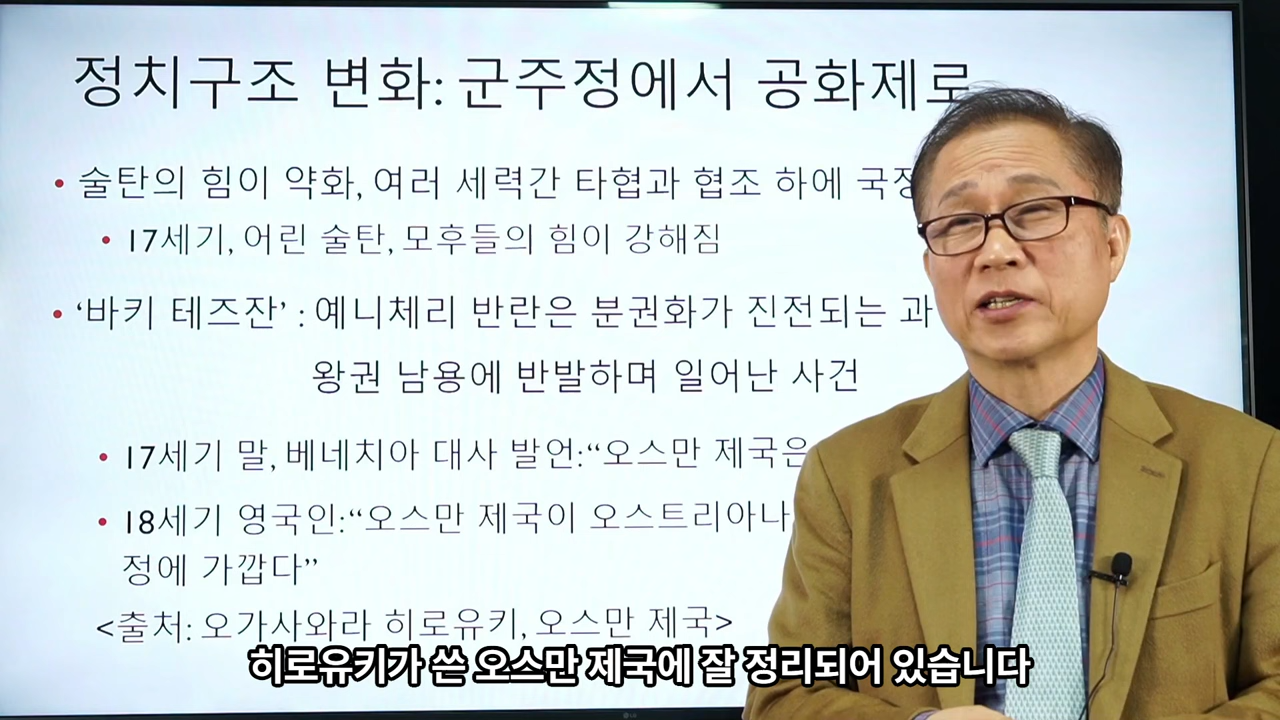 정치구조 변화: 군주정에서 공화제로
• 술탄의 힘이 약화, 여러 세력간 타협과 협조 하에 국정
• 17세기, 어린 술탄, 모후들의 힘이 강해짐
• ‘바키 테즈잔’ : 예니체리 반란은 분권화가 진전되는 과
왕권 남용에 반발하며 일어난 사건
• 17세기 말, 베네치아 대사 발언:“오스만 제국은
• 18세기 영국인:“오스만 제국이 오스트리아나
정에 가깝다”
<출처: 오가사와라 히로유키, 오스만 제국>
히로유키가 쓴 오스만 제국에 잘 정리되어 있습니다
LG